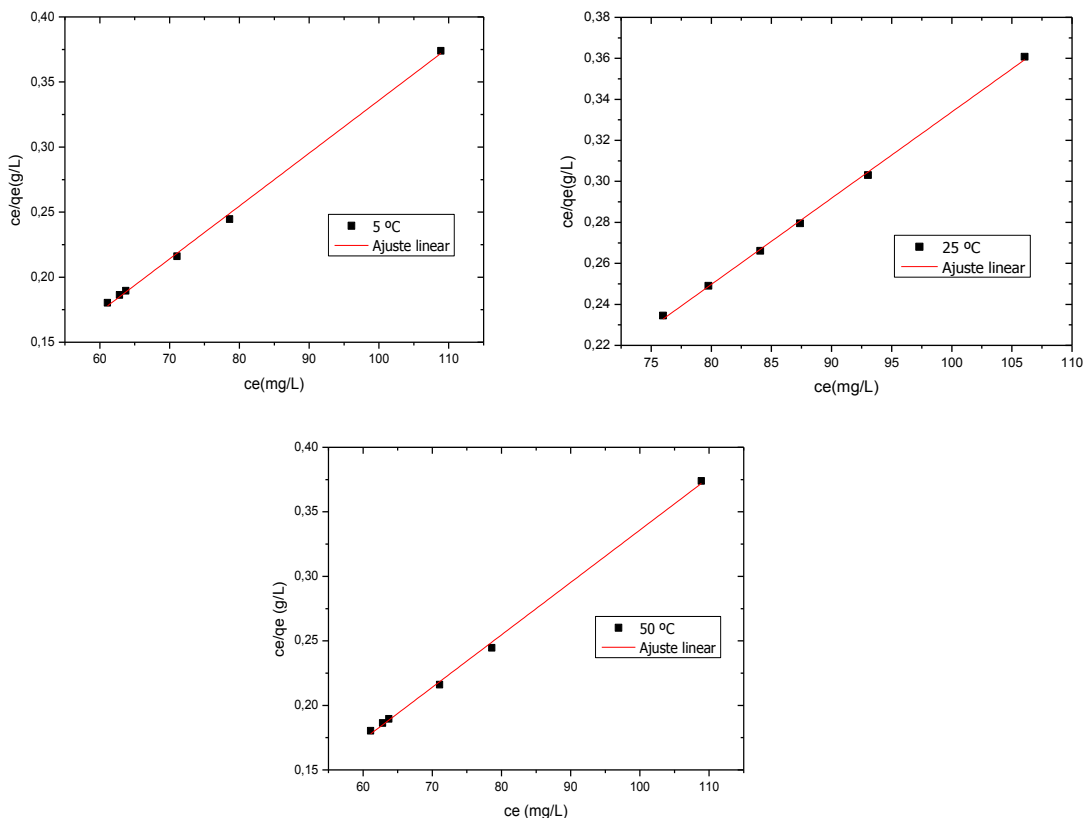 0,40
0,35
0,30
0,25
0,20
0,15
ce/qe(g/L)
5 ºC
Ajuste linear
60 70 80 90 100 110
ce(mg/L)
0,38
0,36
0,34
0,32
0,30
0,28
0,26
0,24
0,22
ce/qe(g/L)
25 ºC
Ajuste linear
75 80 85 90 95 100 105 110
ce(mg/L)
0,40
0,35
0,30
0,25
0,20
0,15
ce/qe (g/L)
50 ºC
Ajuste linear
60 70 80 90 100 110
ce (mg/L)